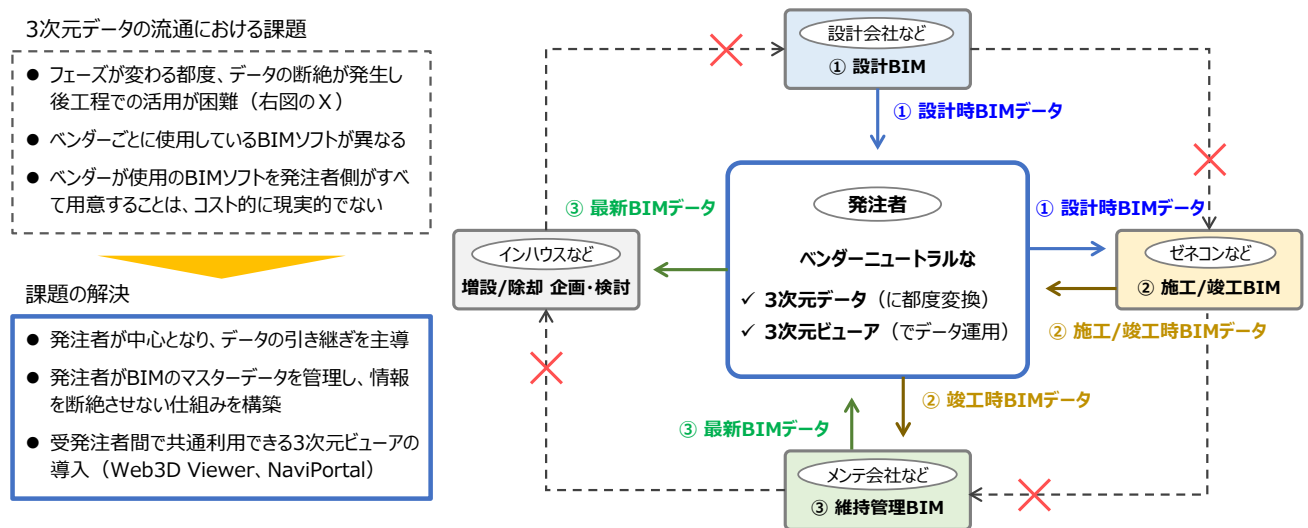 3次元データの流通における課題
● フェーズが変わる都度、データの断絶が発生し
後工程での活用が困難（右図のX）
● ベンダーごとに使用しているBIMソフトが異なる
● ベンダーが使用のBIMソフトを発注者側がすべ
て用意することは、コスト的に現実的でない
課題の解決
● 発注者が中心となり、データの引き継ぎを主導
● 発注者がBIMのマスターデータを管理し、情報
を断絶させない仕組みを構築
● 受発注者間で共通利用できる3次元ビューアの
導入（Web3D Viewer、NaviPortal）
設計会社など
① 設計BIM
① 設計時BIMデータ
③ 最新BIMデータ
発注者
① 設計時BIMデータ
インハウスなど
増設/除却 企画・検討
ベンダーニュートラルな
✓ 3次元データ（に都度変換）
✓ 3次元ビューア（でデータ運用）
ゼネコンなど
② 施工/竣工BIM
② 施工/竣工時BIMデータ
② 竣工時BIMデータ
③ 最新BIMデータ
メンテ会社など
③ 維持管理BIM